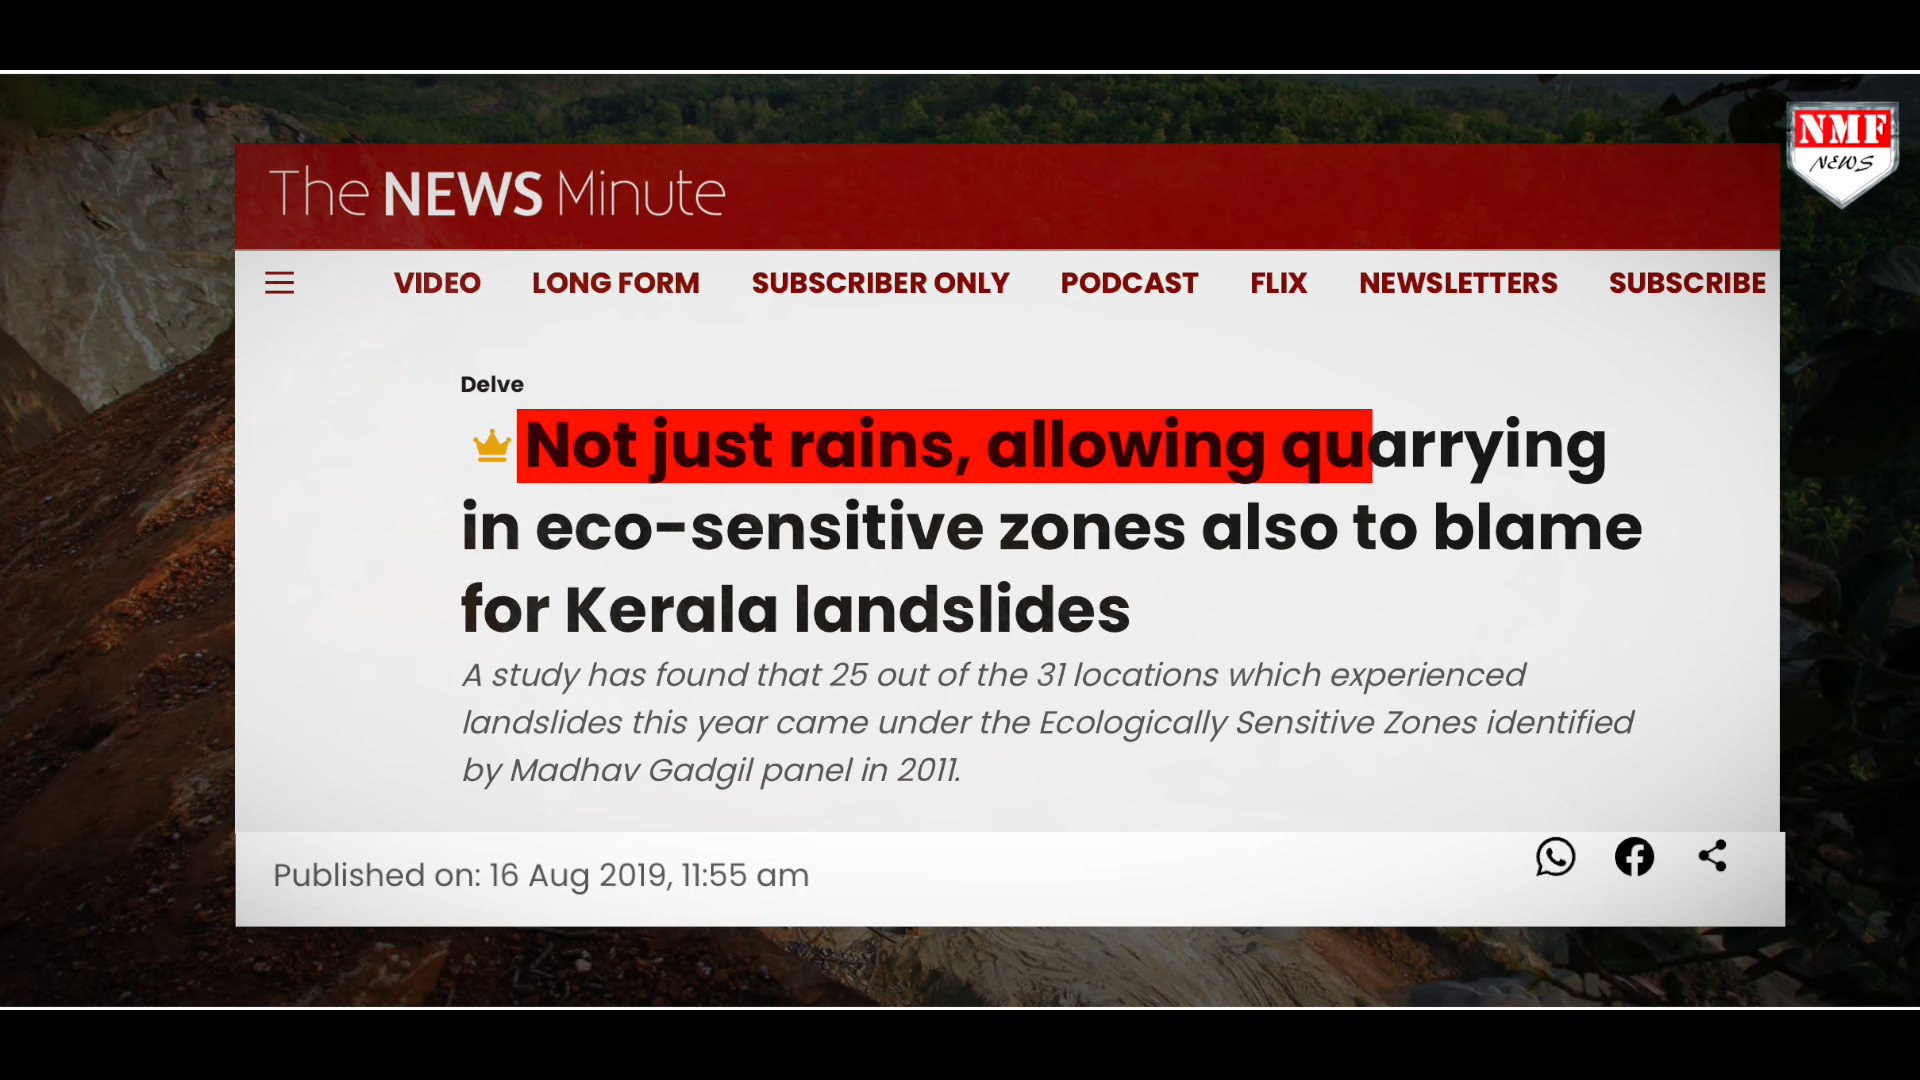 NMF
NEWS
The NEWS Minute
VIDEO LONG FORM SUBSCRIBER ONLY PODCAST FLIX NEWSLETTERS SUBSCRIBE
Delve
Not just rains, allowing quarrying
in eco-sensitive zones also to blame
for Kerala landslides
A study has found that 25 out of the 31 locations which experienced
landslides this year came under the Ecologically Sensitive Zones identified
by Madhav Gadgil panel in 2011.
Published on: 16 Aug 2019, 11:55 am